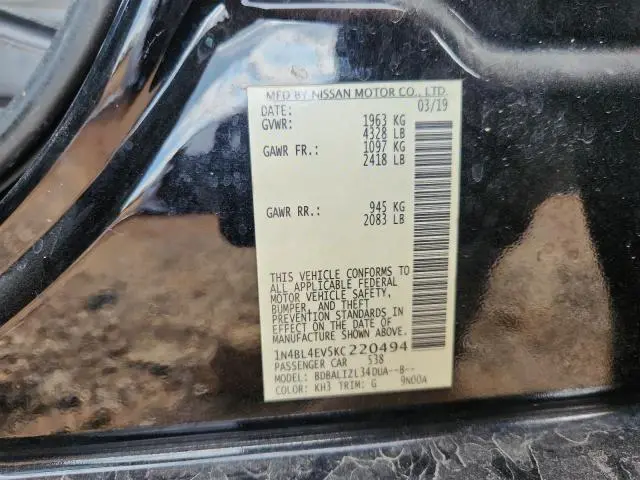 MFD BY NISSAN MOTOR CO., LTD.
DATE: 03/19
GVWR: 1963 KG
4328 LB
GAWR FR.: 1097 KG
2418 LB
GAWR RR.: 945 KG
2083 LB
THIS VEHICLE CONFORMS TO
ALL APPLICABLE FEDERAL
MOTOR VEHICLE SAFETY,
BUMPER, AND THEFT
PREVENTION STANDARDS IN
EFFECT ON THE DATE OF
MANUFACTURE SHOWN ABOVE.
1N4BL4EV5KC220494
PASSENGER CAR 538
MODEL: BDBALIZL34DUA--B--
COLOR: KH3 TRIM: G 9N00A